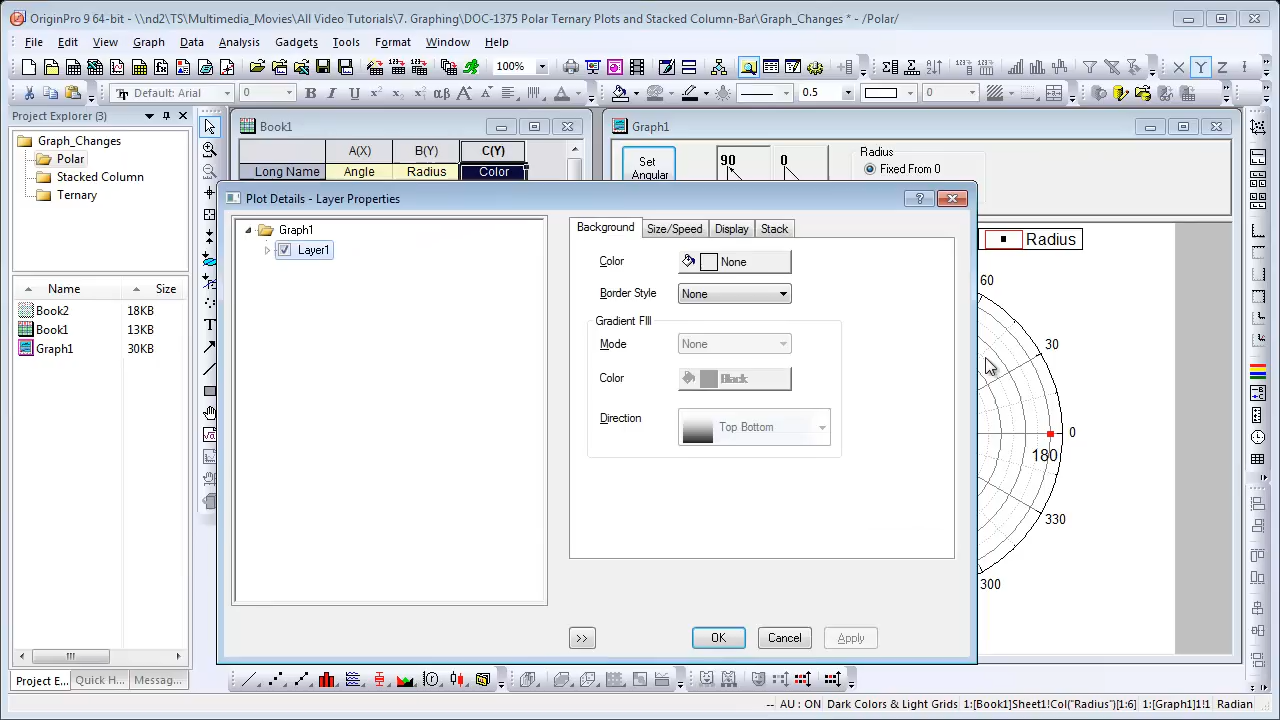 OriginPro 9 64-bit - \\nd2\TS\Multimedia_Movies\All Video Tutorials\7. Graphing\DOC-1375 Polar Ternary Plots and Stacked Column-Bar\Graph_Changes * - /Polar/
File Edit View Graph Data Analysis Gadgets Tools Format Window Help
100%
Default: Arial 0 B I U 0.5 0
Project Explorer (3)
Graph_Changes
Polar
Stacked Column
Ternary
Name Size
Book2 18KB
Book1 13KB
Graph1 30KB
Project E... Quick H... Messag...
Book1
A(X) B(Y) C(Y)
Long Name Angle Radius Color
Graph1
Set
Angular
90 0
Radius
Fixed From 0
Radius
60
30
0
180
330
300
Plot Details - Layer Properties
Graph1
Layer1
Background Size/Speed Display Stack
Color None
Border Style None
Gradient Fill
Mode None
Color Black
Direction Top Bottom
>> OK Cancel Apply
-- AU : ON Dark Colors & Light Grids 1:[Book1]Sheet1!Col("Radius")[1:6] 1:[Graph1]1!1 Radian